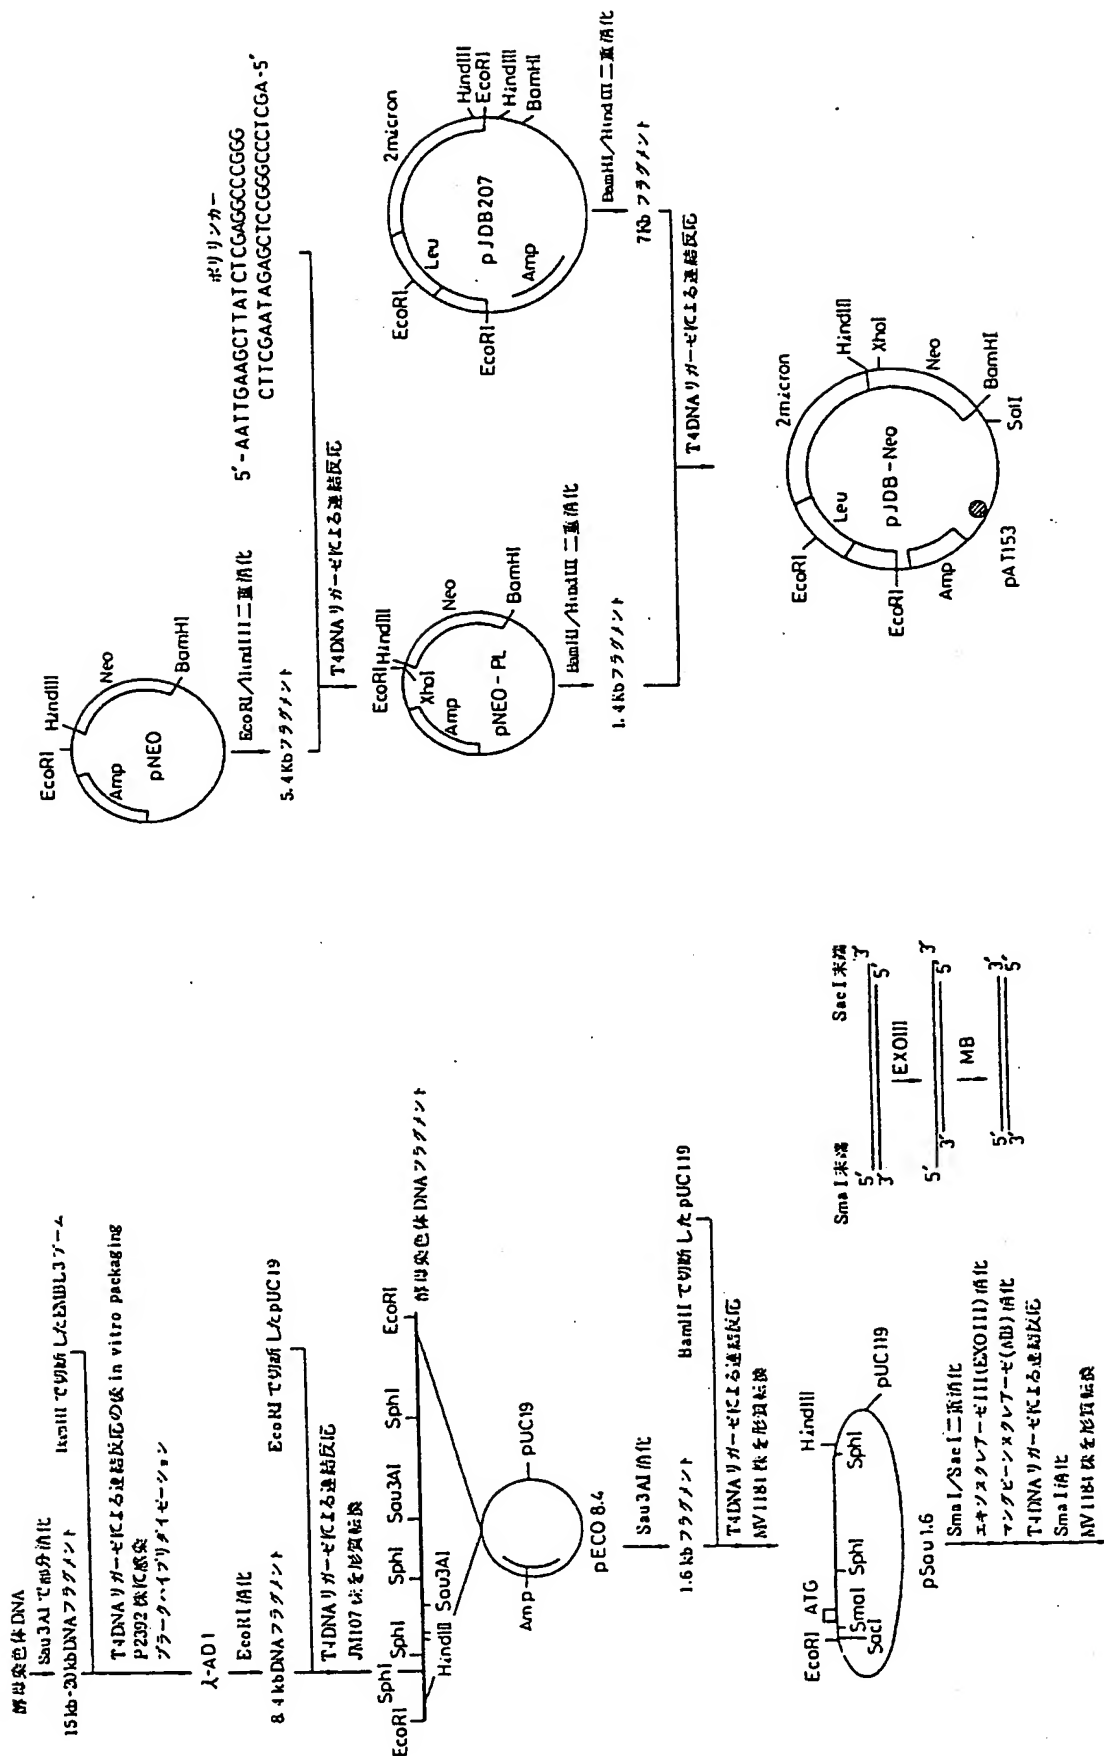 酵母染色体DNA
Sau3AIで部分消化
15kb-20kbDNAフラグメント
BamHIで切断したEMBL3アーム
T4DNAリガーゼによる連結反応の後in vitro packaging
P2392株に感染
プラークハイブリダイゼーション
λ-AD1
EcoRI消化
8.4kbDNAフラグメント
EcoRIで切断したpUC19
T4DNAリガーゼによる連結反応
JM107株を形質転換
EcoRI
SphI
SphI
HindIII
Sau3AI
SphI
Sau3AI
SphI
EcoRI
酵母染色体DNAフラグメント
Amp
pUC19
pECO8.4
Sau3AI消化
1.6kbフラグメント
BamHIで切断したpUC119
T4DNAリガーゼによる連結反応
MV1184株を形質転換
EcoRI
ATG
SmaI
SacI
SphI
HindIII
SphI
pUC119
pSau1.6
SmaI/SacI二重消化
エキソヌクレアーゼIII(EXOIII)消化
マングビーンヌクレアーゼ(MB)消化
T4DNAリガーゼによる連結反応
SmaI消化
MV1184株を形質転換
SmaI末端
SacI末端
5′
3′
3′
5′
EXOIII
5′
3′
3′
5′
MB
5′
3′
3′
5′
EcoRI
HindIII
Neo
BamHI
Amp
pNEO
EcoRI/HindIII二重消化
5.4Kbフラグメント
ポリリンカー
5′-AATTGAAGCTTATCTCGAGGCCCGGG
CTTCGAATAGAGCTCCGGGCCCTCGA-5′
T4DNAリガーゼによる連結反応
EcoRI
HindIII
XhoI
Neo
BamHI
Amp
pNEO-PL
BamHI/HindIII二重消化
1.4Kbフラグメント
2micron
HindIII
EcoRI
HindIII
BamHI
EcoRI
Leu
pJDB207
EcoRI
Amp
BamHI/HindIII二重消化
7Kbフラグメント
T4DNAリガーゼによる連結反応
2micron
HindIII
XhoI
Neo
BamHI
SalI
EcoRI
Leu
pJDB-Neo
EcoRI
Amp
pAT153